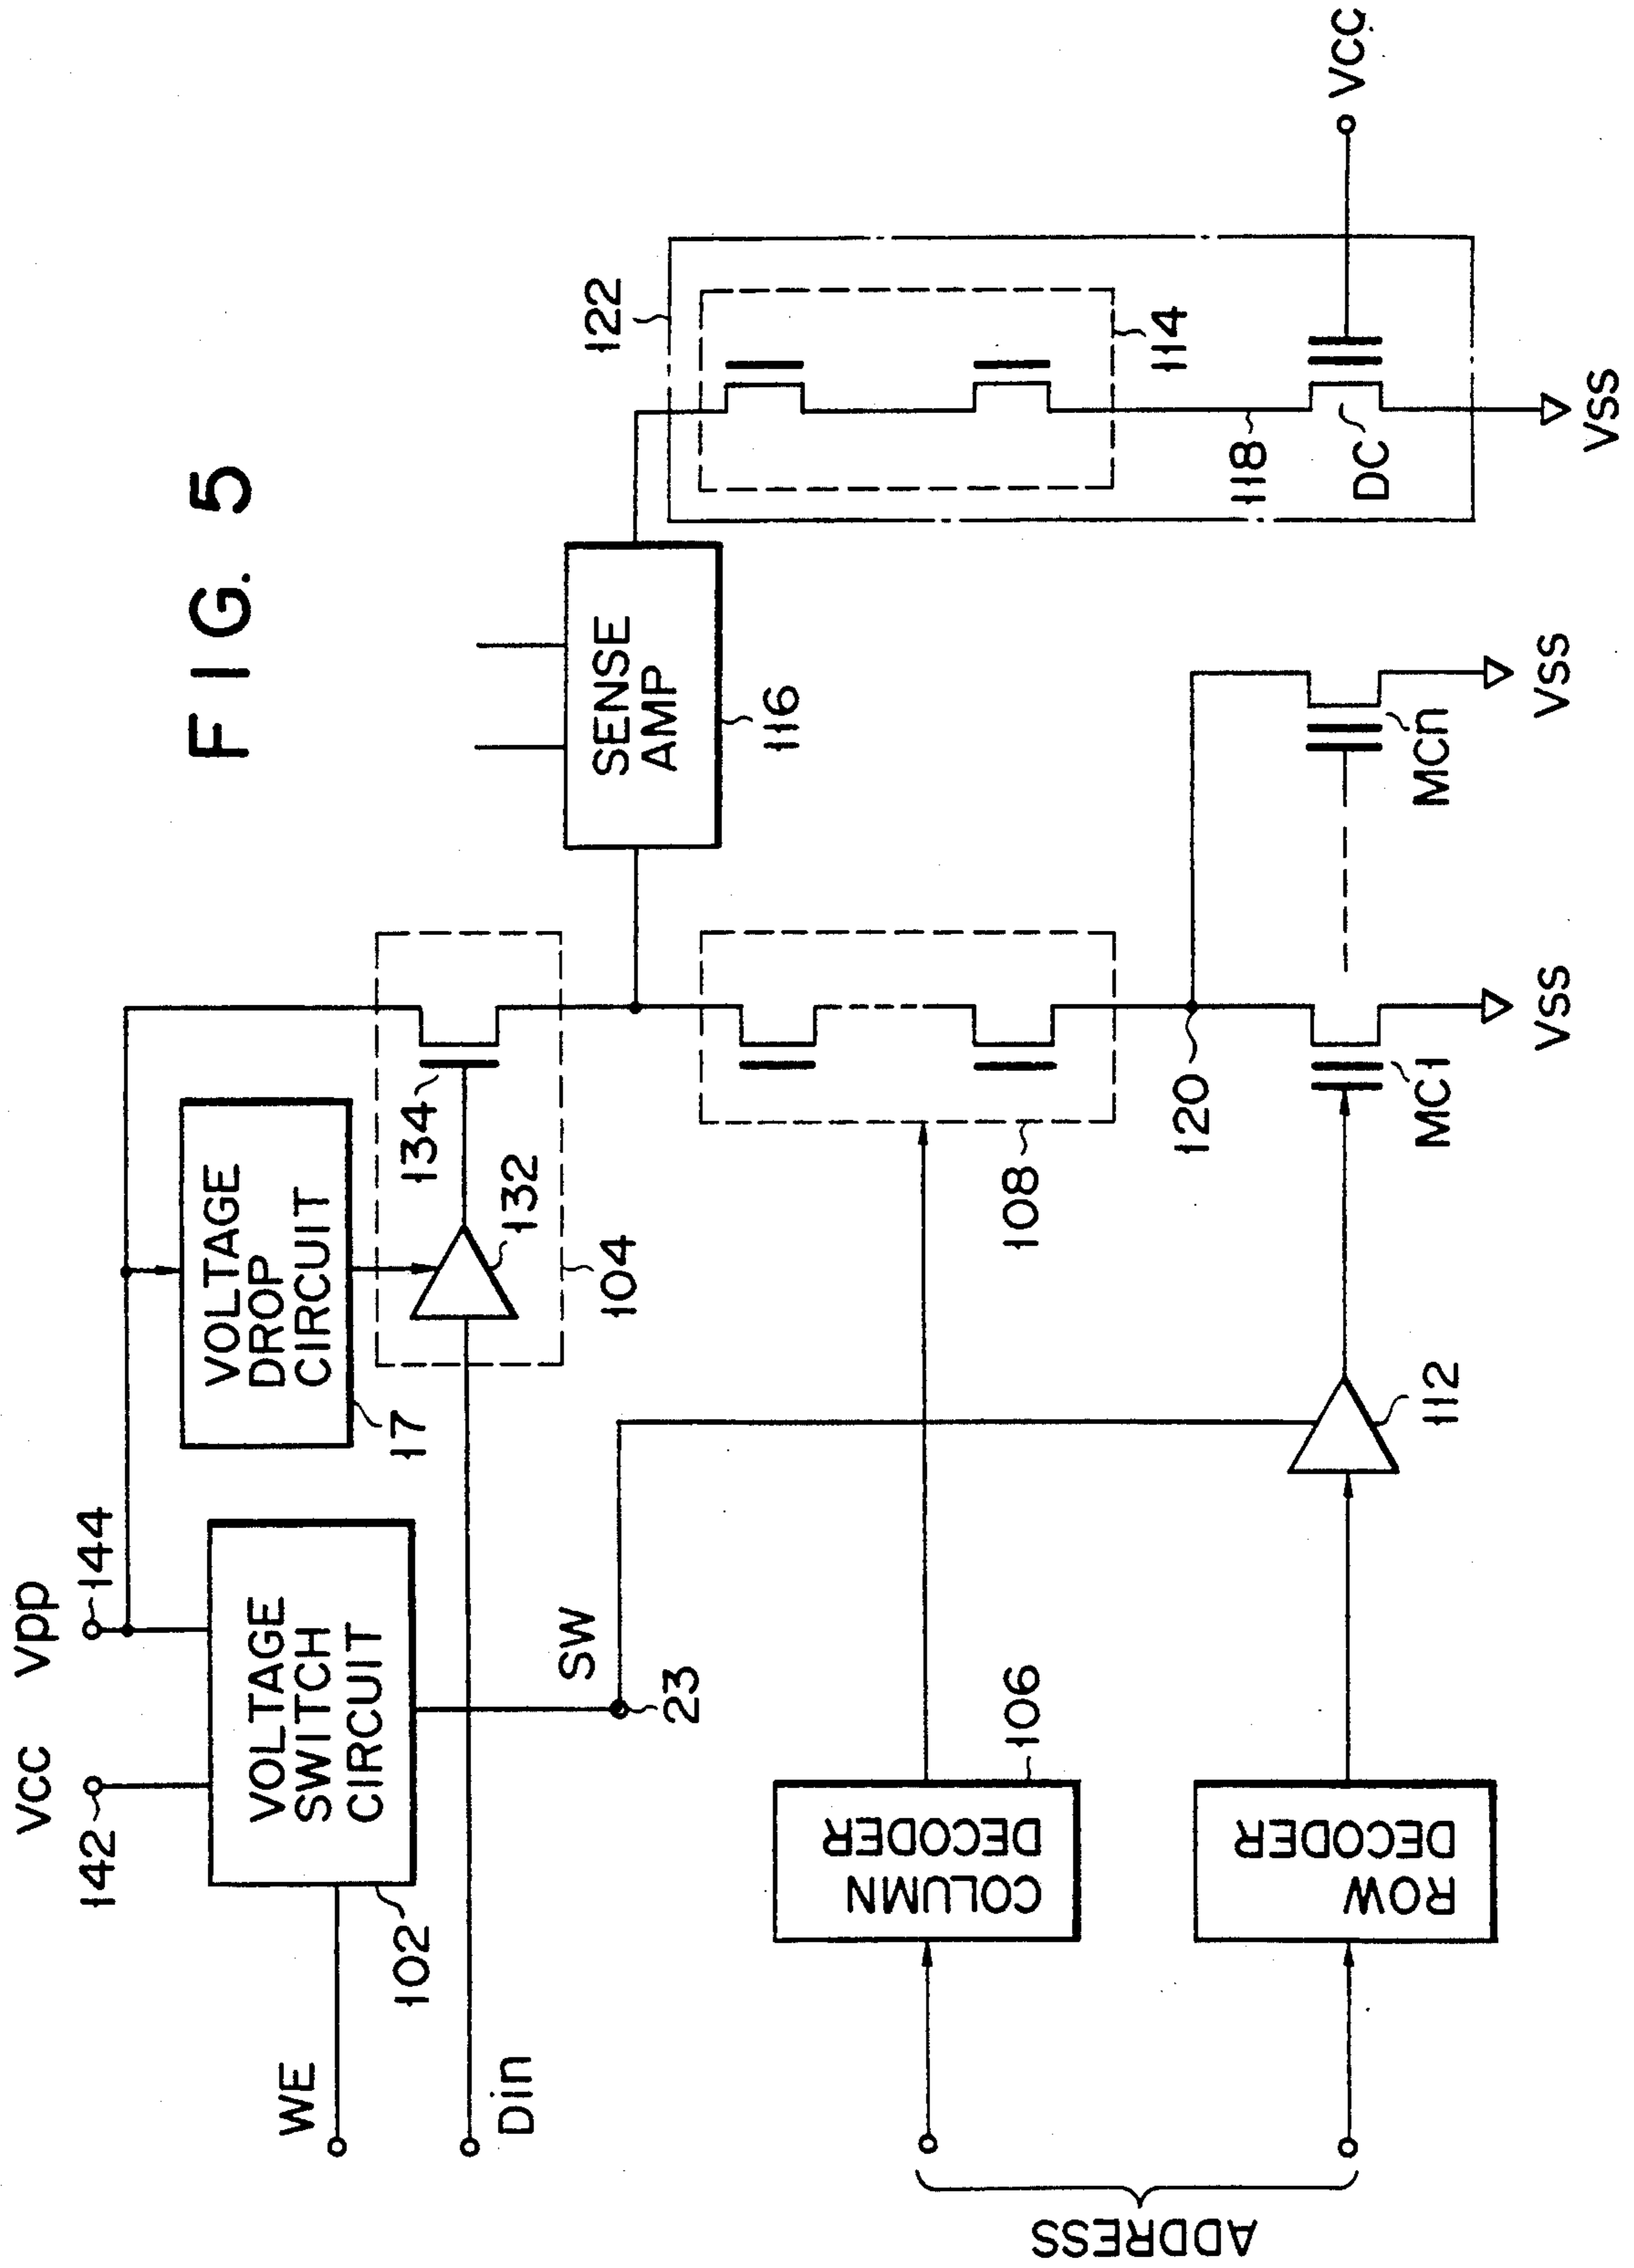 FIG. 5
Vcc
Vpp
142
144
VOLTAGE
SWITCH
CIRCUIT
102
WE
VOLTAGE
DROP
CIRCUIT
17
134
132
104
Din
SW
23
SENSE
AMP
116
122
114
118
DC
VCC
VSS
COLUMN
DECODER
106
108
120
ROW
DECODER
112
MC1
MCn
VSS
VSS
ADDRESS